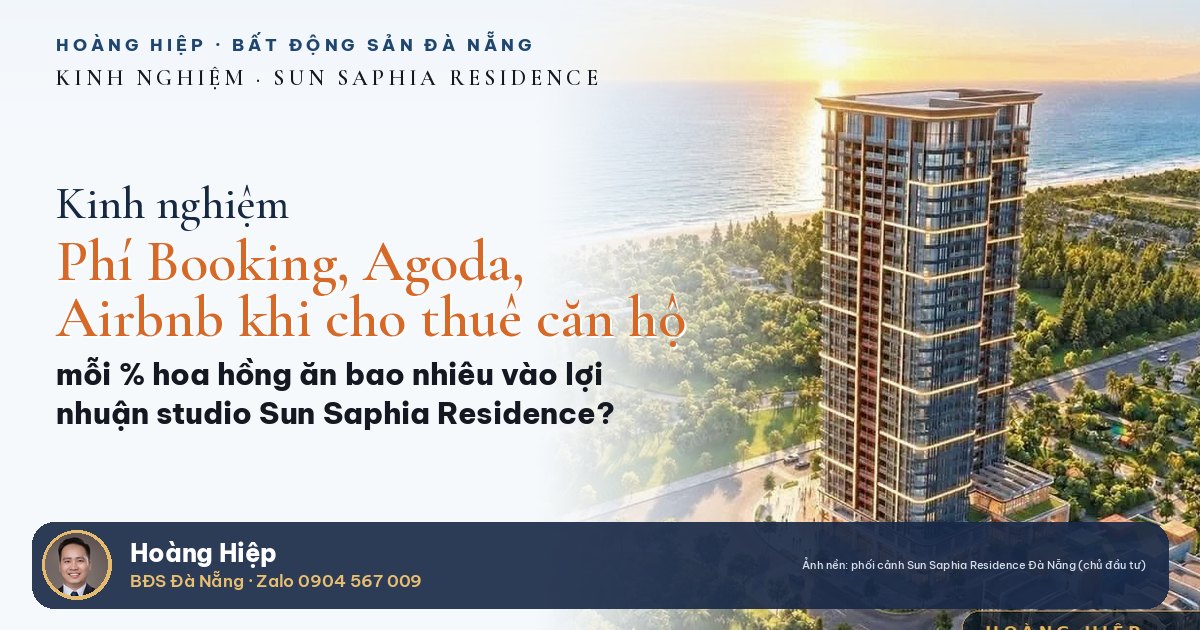 HOÀNG HIỆP · BẤT ĐỘNG SẢN ĐÀ NẴNG
KINH NGHIỆM · SUN SAPHIA RESIDENCE
Kinh nghiệm
Phí Booking, Agoda,
Airbnb khi cho thuê căn hộ
mỗi % hoa hồng ăn bao nhiêu vào lợi
nhuận studio Sun Saphia Residence?
Hoàng Hiệp
BĐS Đà Nẵng · Zalo 0904 567 009
Ảnh nền: phối cảnh Sun Saphia Residence Đà Nẵng (chủ đầu tư)
HOÀNG HIỆP